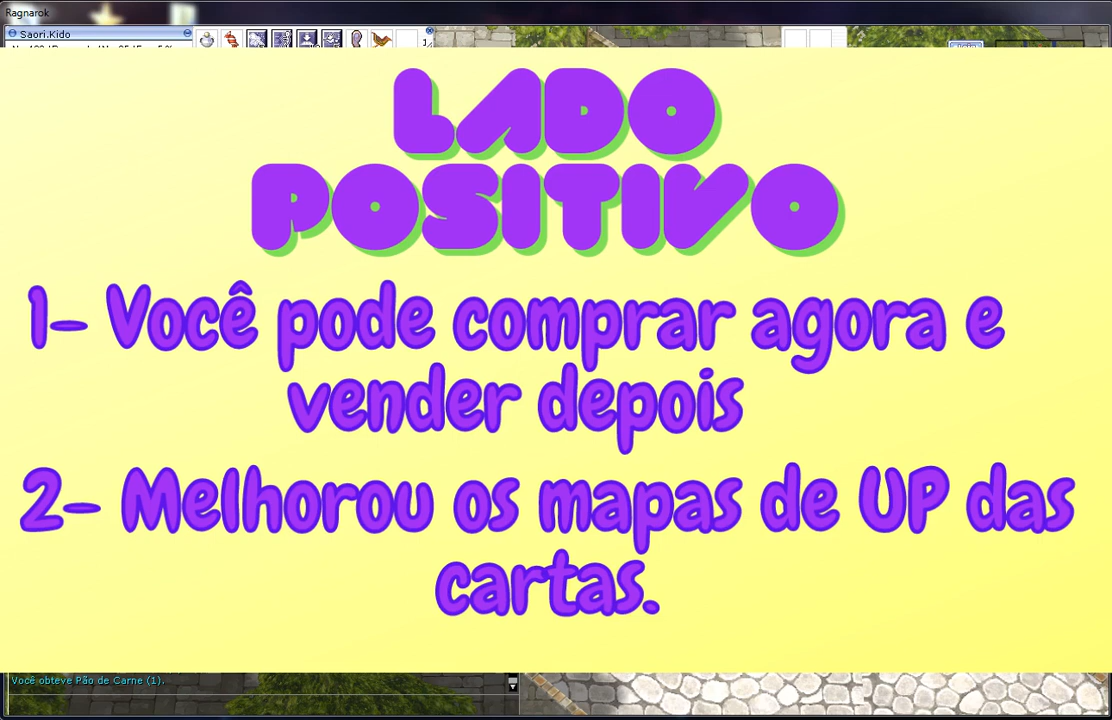 Ragnarok
Saori.Kido
LADO
POSITIVO
1- Você pode comprar agora e
vender depois
2- Melhorou os mapas de UP das
cartas.
Você obteve Pão de Carne (1).